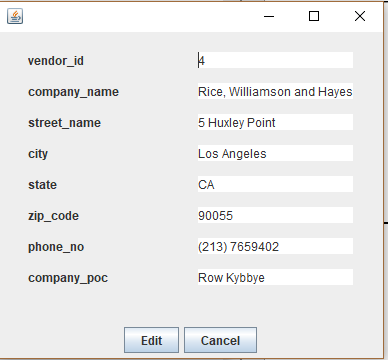 vendor_id 4
company_name Rice, Williamson and Hayes
street_name 5 Huxley Point
city Los Angeles
state CA
zip_code 90055
phone_no (213) 7659402
company_poc Row Kybbye
Edit Cancel